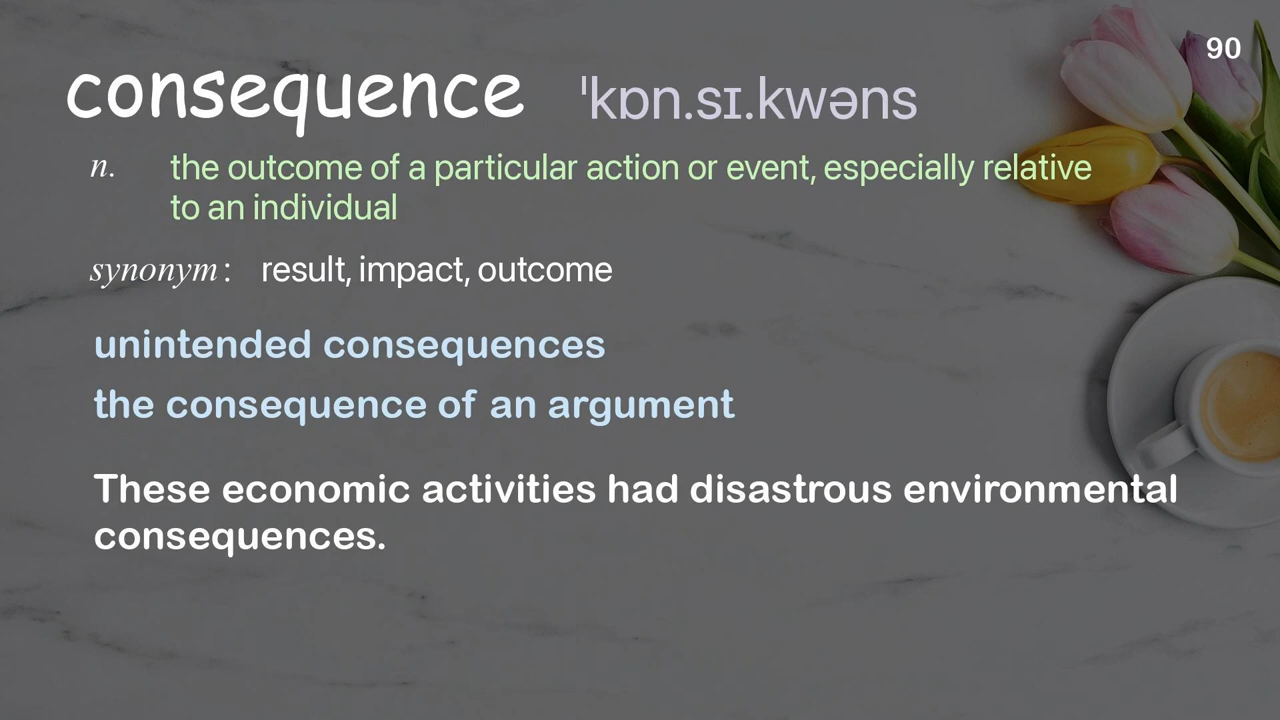 90
consequence ˈkɒn.sɪ.kwəns
n. the outcome of a particular action or event, especially relative
to an individual
synonym : result, impact, outcome
unintended consequences
the consequence of an argument
These economic activities had disastrous environmental
consequences.